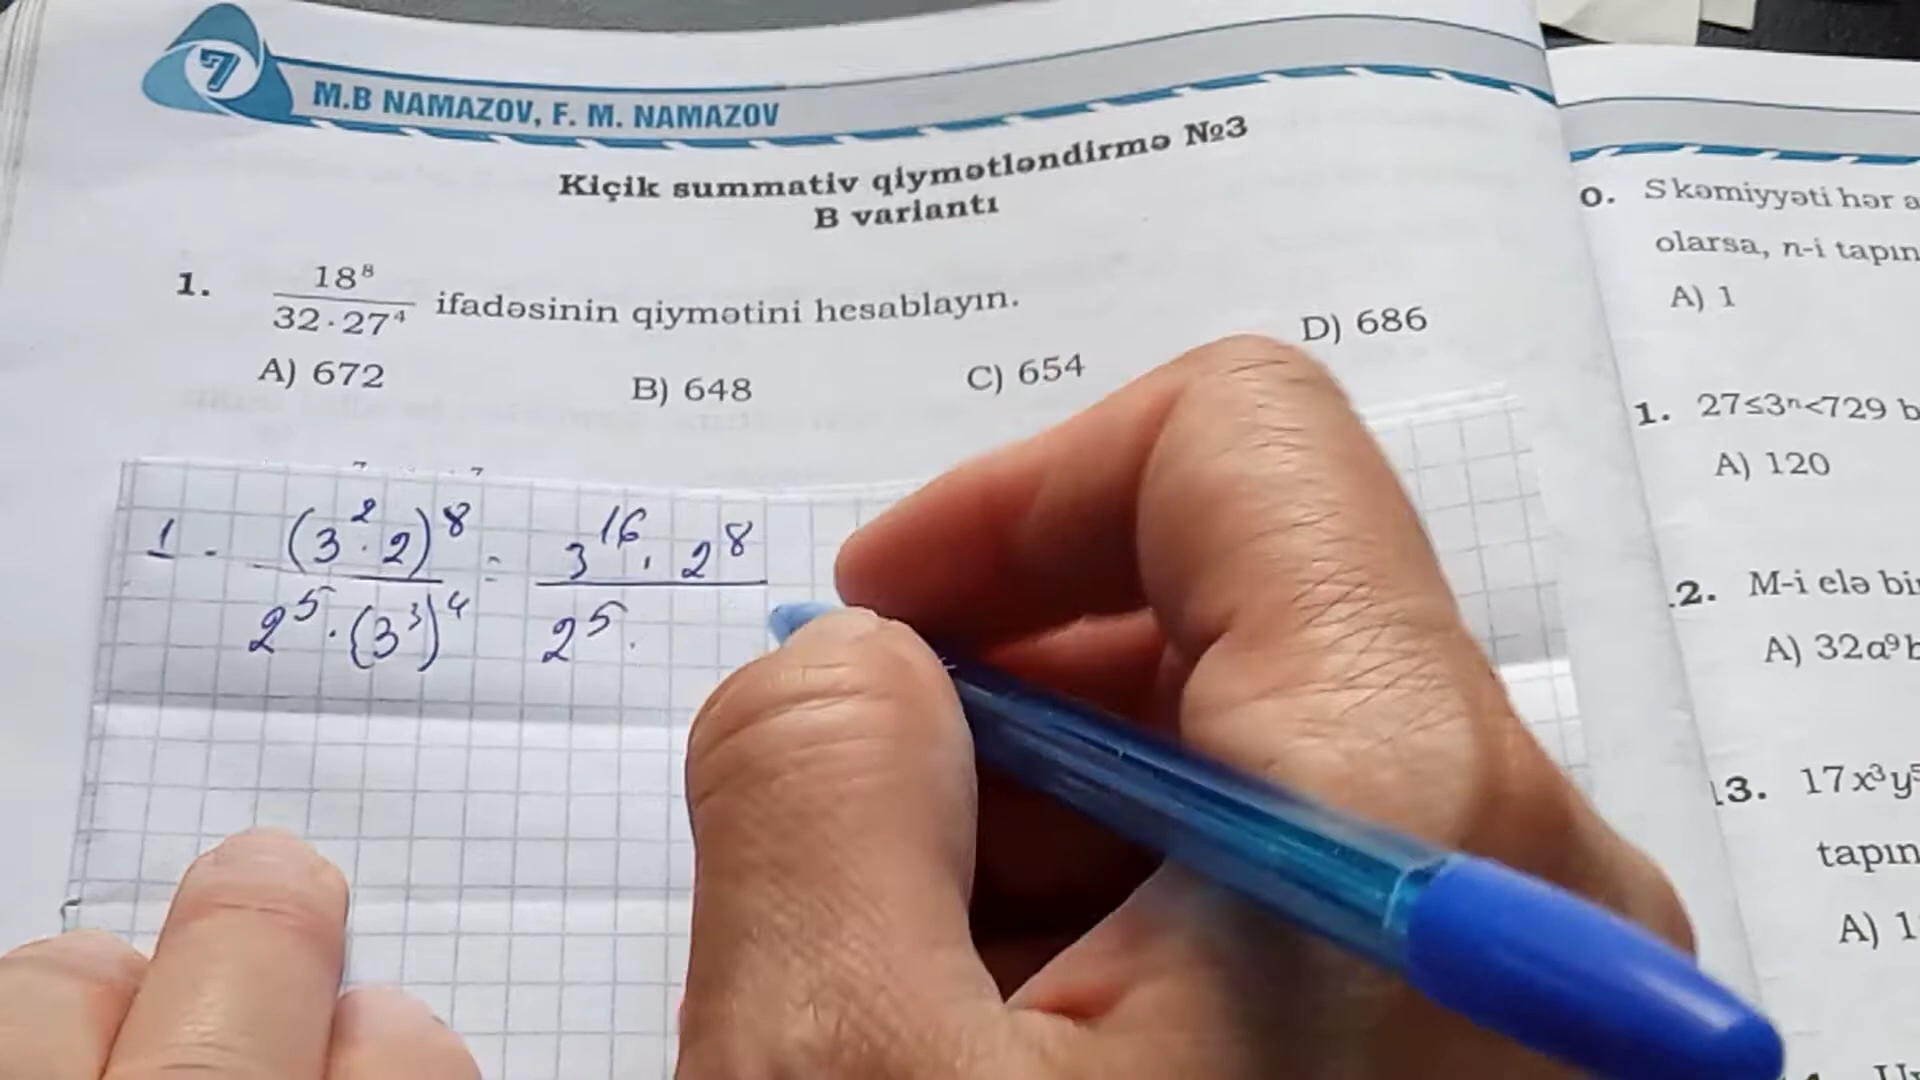 7
M.B NAMAZOV, F. M. NAMAZOV
Kiçik summativ qiymətləndirmə №3
B variantı
1. 18⁸ / 32·27⁴ ifadəsinin qiymətini hesablayın.
A) 672 B) 648 C) 654 D) 686
1. (3²·2)⁸ / 2⁵·(3³)⁴ = 3¹⁶·2⁸ / 2⁵·
0. S kəmiyyəti hər a
olarsa, n-i tapın
A) 1
1. 27≤3ⁿ<729 b
A) 120
.2. M-i elə bi
A) 32a⁹b
13. 17x³y⁵
tapın
A) 1